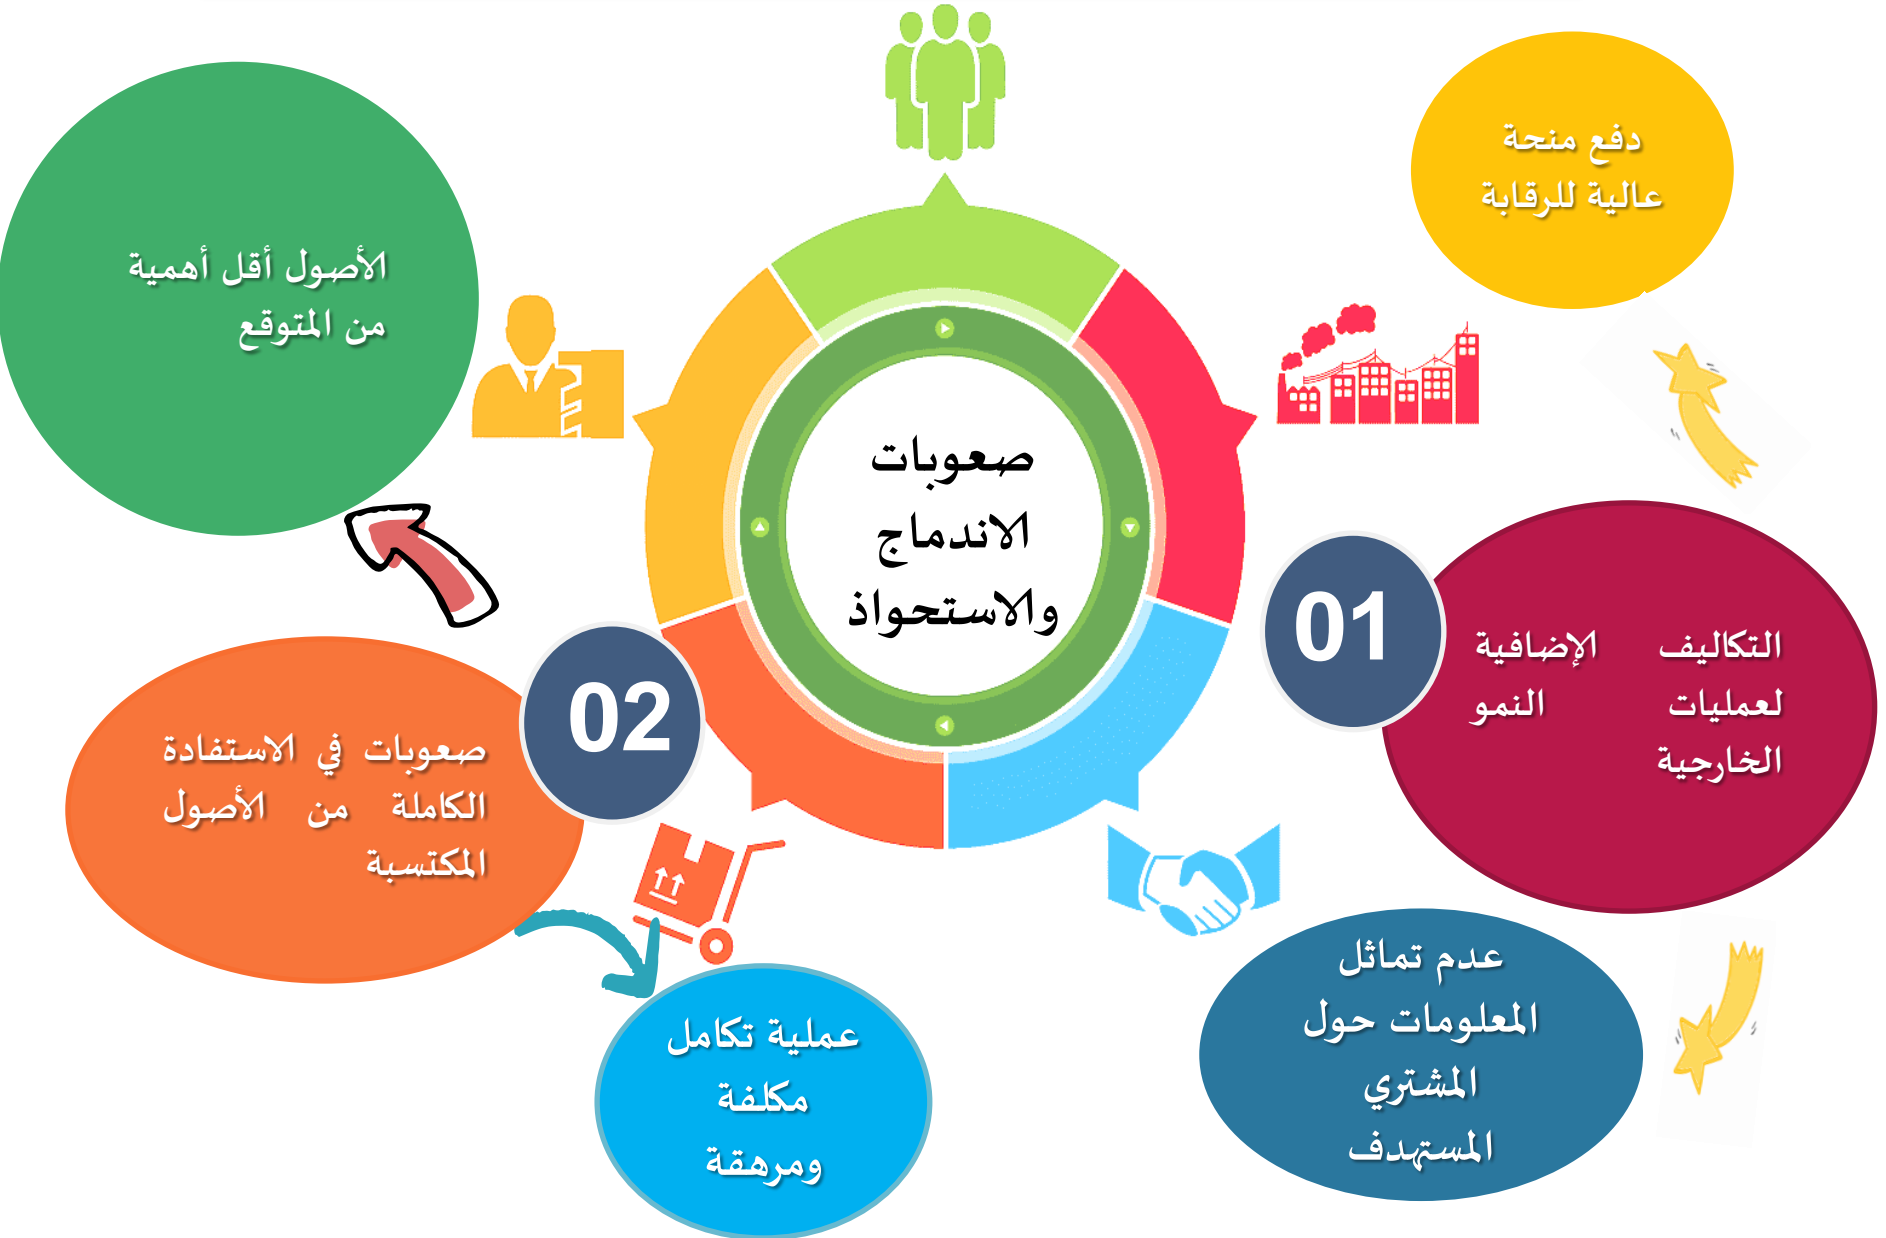 صعوبات
الاندماج
والاستحواذ
دفع منحة
عالية للرقابة
01
التكاليف الإضافية
لعمليات النمو
الخارجية
عدم تماثل
المعلومات حول
المشتري
المستهدف
الأصول أقل أهمية
من المتوقع
02
صعوبات في الاستفادة
الكاملة من الأصول
المكتسبة
عملية تكامل
مكلفة
ومرهقة